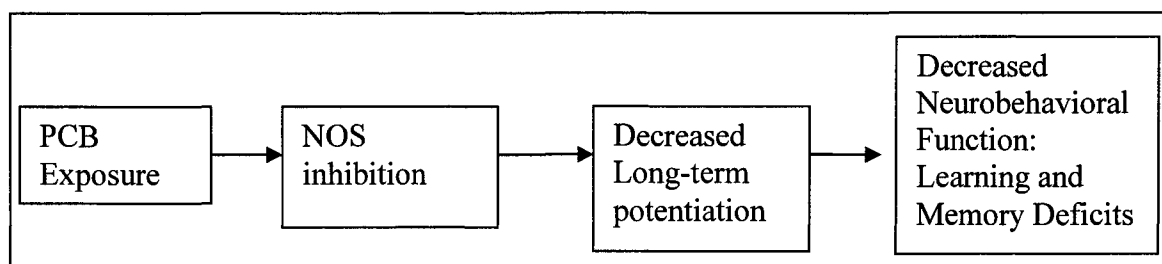 PCB
Exposure
NOS
inhibition
Decreased
Long-term
potentiation
Decreased
Neurobehavioral
Function:
Learning and
Memory Deficits